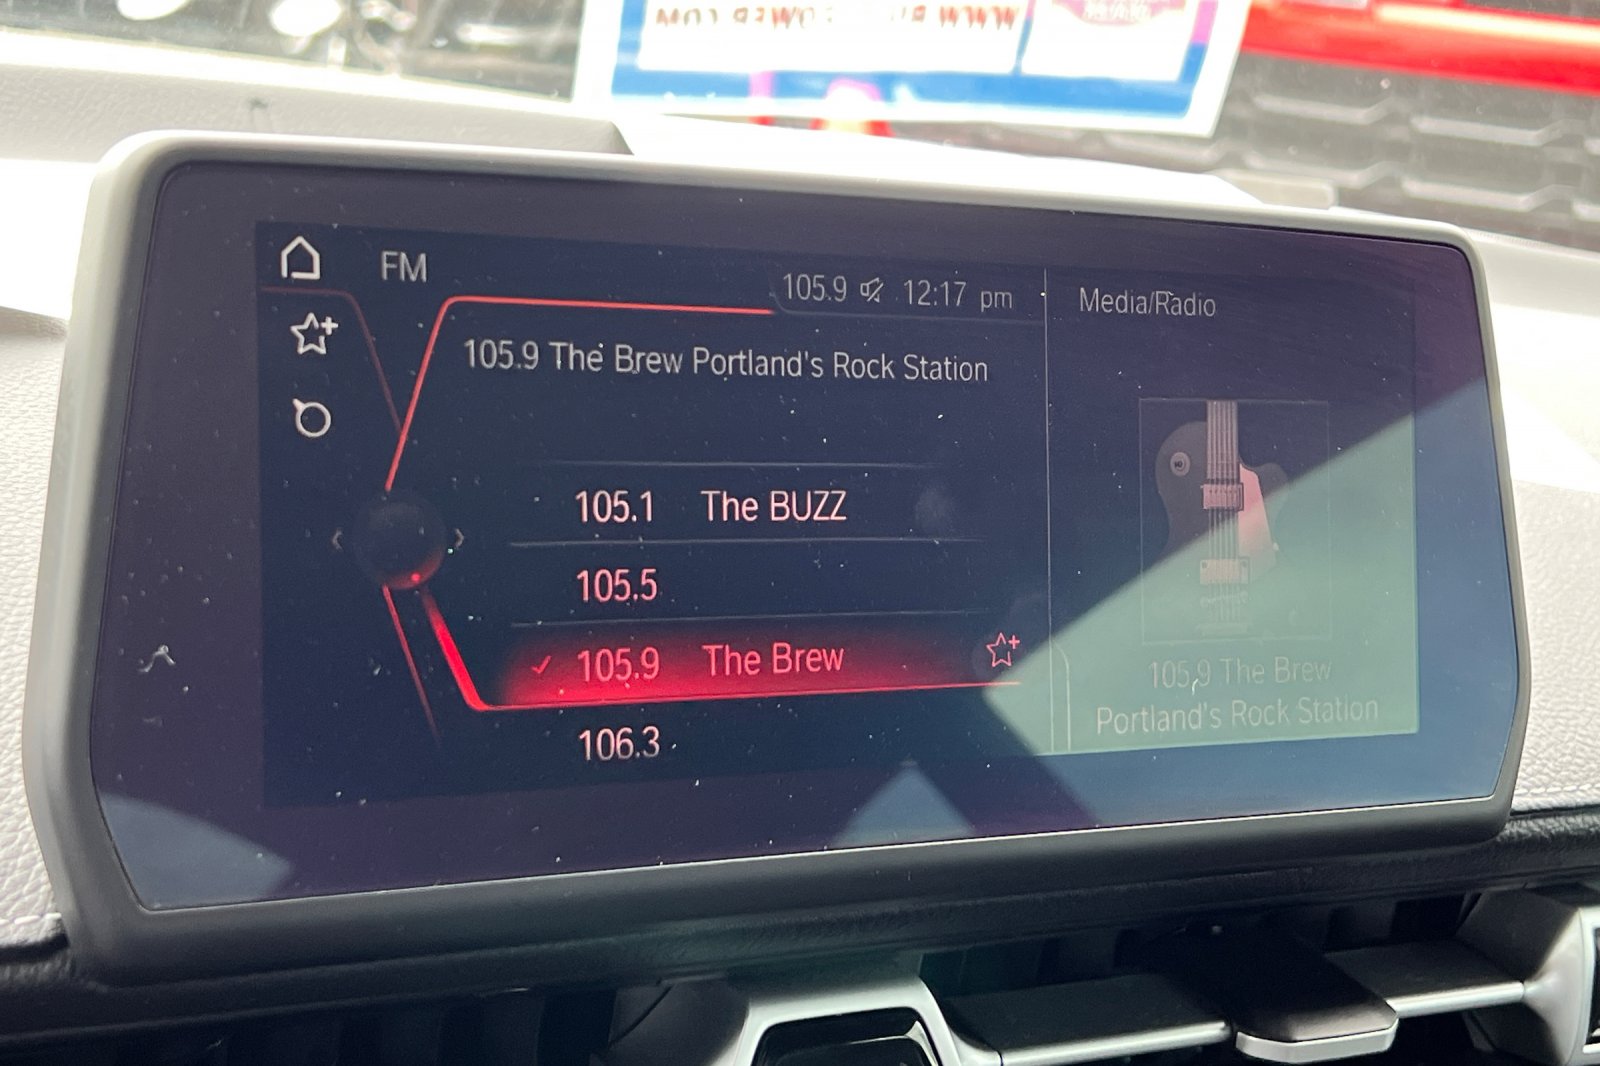 FM
105.9 12:17 pm
Media/Radio
105.9 The Brew Portland's Rock Station
105.1 The BUZZ
105.5
105.9 The Brew
106.3
105.9 The Brew
Portland's Rock Station